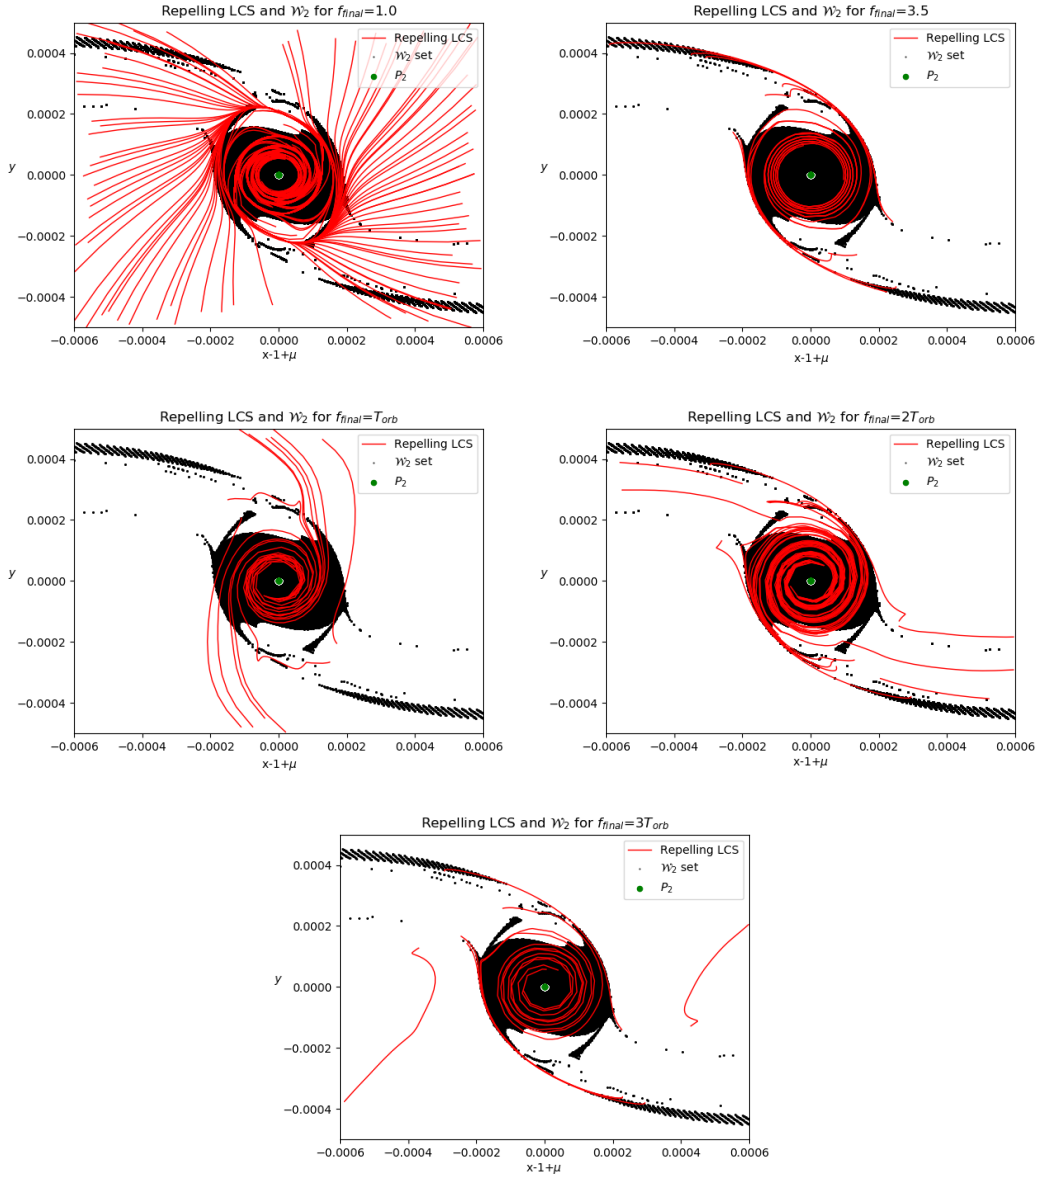 Repelling LCS and 𝒲₂ for f_final=1.0
Repelling LCS
𝒲₂ set
P₂
0.0004
0.0002
0.0000
−0.0002
−0.0004
y
−0.0006 −0.0004 −0.0002 0.0000 0.0002 0.0004 0.0006
x-1+μ
Repelling LCS and 𝒲₂ for f_final=3.5
Repelling LCS
𝒲₂ set
P₂
0.0004
0.0002
0.0000
−0.0002
−0.0004
y
−0.0006 −0.0004 −0.0002 0.0000 0.0002 0.0004 0.0006
x-1+μ
Repelling LCS and 𝒲₂ for f_final=T_orb
Repelling LCS
𝒲₂ set
P₂
0.0004
0.0002
0.0000
−0.0002
−0.0004
y
−0.0006 −0.0004 −0.0002 0.0000 0.0002 0.0004 0.0006
x-1+μ
Repelling LCS and 𝒲₂ for f_final=2T_orb
Repelling LCS
𝒲₂ set
P₂
0.0004
0.0002
0.0000
−0.0002
−0.0004
y
−0.0006 −0.0004 −0.0002 0.0000 0.0002 0.0004 0.0006
x-1+μ
Repelling LCS and 𝒲₂ for f_final=3T_orb
Repelling LCS
𝒲₂ set
P₂
0.0004
0.0002
0.0000
−0.0002
−0.0004
y
−0.0006 −0.0004 −0.0002 0.0000 0.0002 0.0004 0.0006
x-1+μ